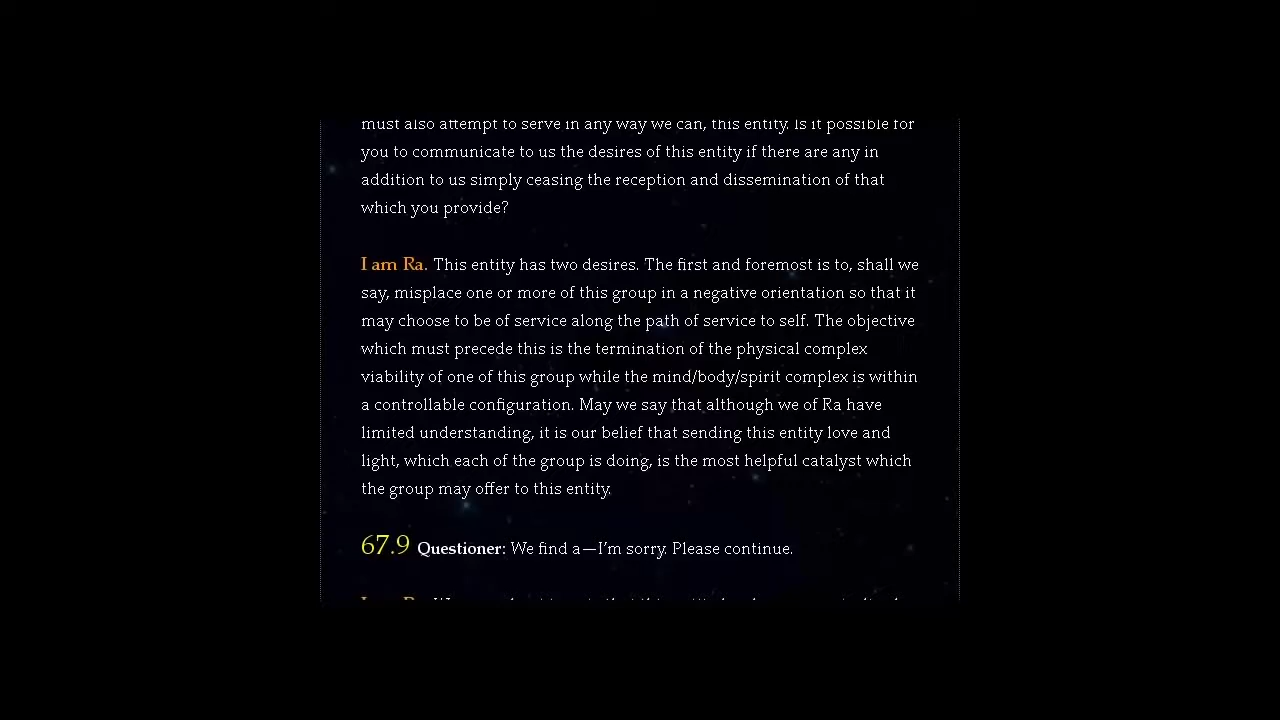 must also attempt to serve in any way we can, this entity. Is it possible for
you to communicate to us the desires of this entity if there are any in
addition to us simply ceasing the reception and dissemination of that
which you provide?
I am Ra. This entity has two desires. The first and foremost is to, shall we
say, misplace one or more of this group in a negative orientation so that it
may choose to be of service along the path of service to self. The objective
which must precede this is the termination of the physical complex
viability of one of this group while the mind/body/spirit complex is within
a controllable configuration. May we say that although we of Ra have
limited understanding, it is our belief that sending this entity love and
light, which each of the group is doing, is the most helpful catalyst which
the group may offer to this entity.
67.9 Questioner: We find a—I’m sorry. Please continue.